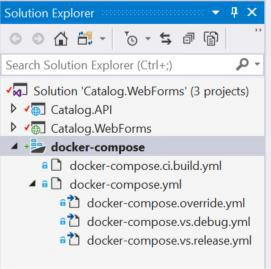 Solution Explorer
Search Solution Explorer (Ctrl+;)
Solution 'Catalog.WebForms' (3 projects)
Catalog.API
Catalog.WebForms
docker-compose
docker-compose.ci.build.yml
docker-compose.yml
docker-compose.override.yml
docker-compose.vs.debug.yml
docker-compose.vs.release.yml